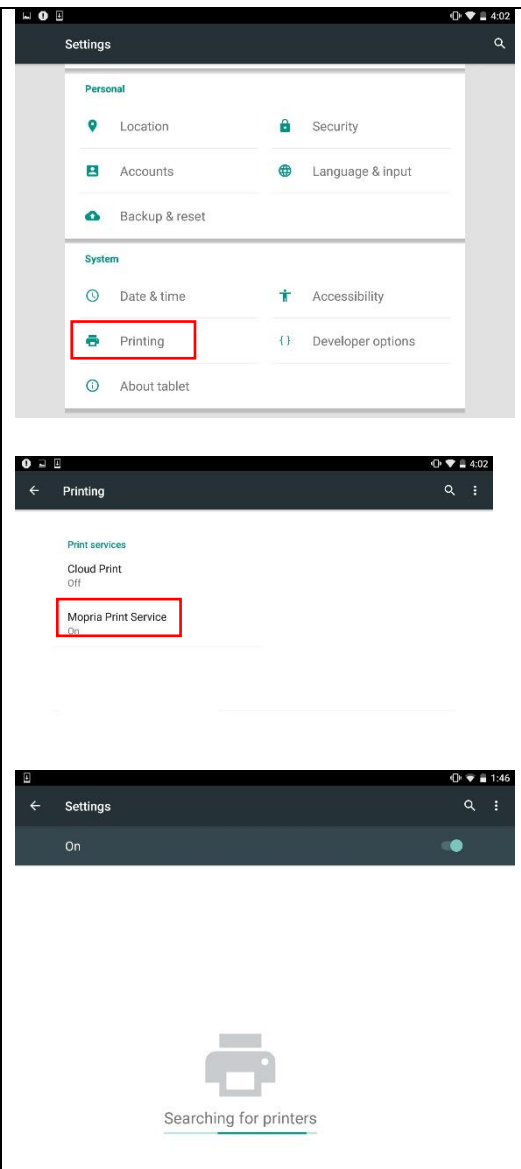 4:02
Settings
Personal
Location Security
Accounts Language & input
Backup & reset
System
Date & time Accessibility
Printing { } Developer options
About tablet
4:02
Printing
Print services
Cloud Print
Off
Mopria Print Service
On
1:46
Settings
On
Searching for printers